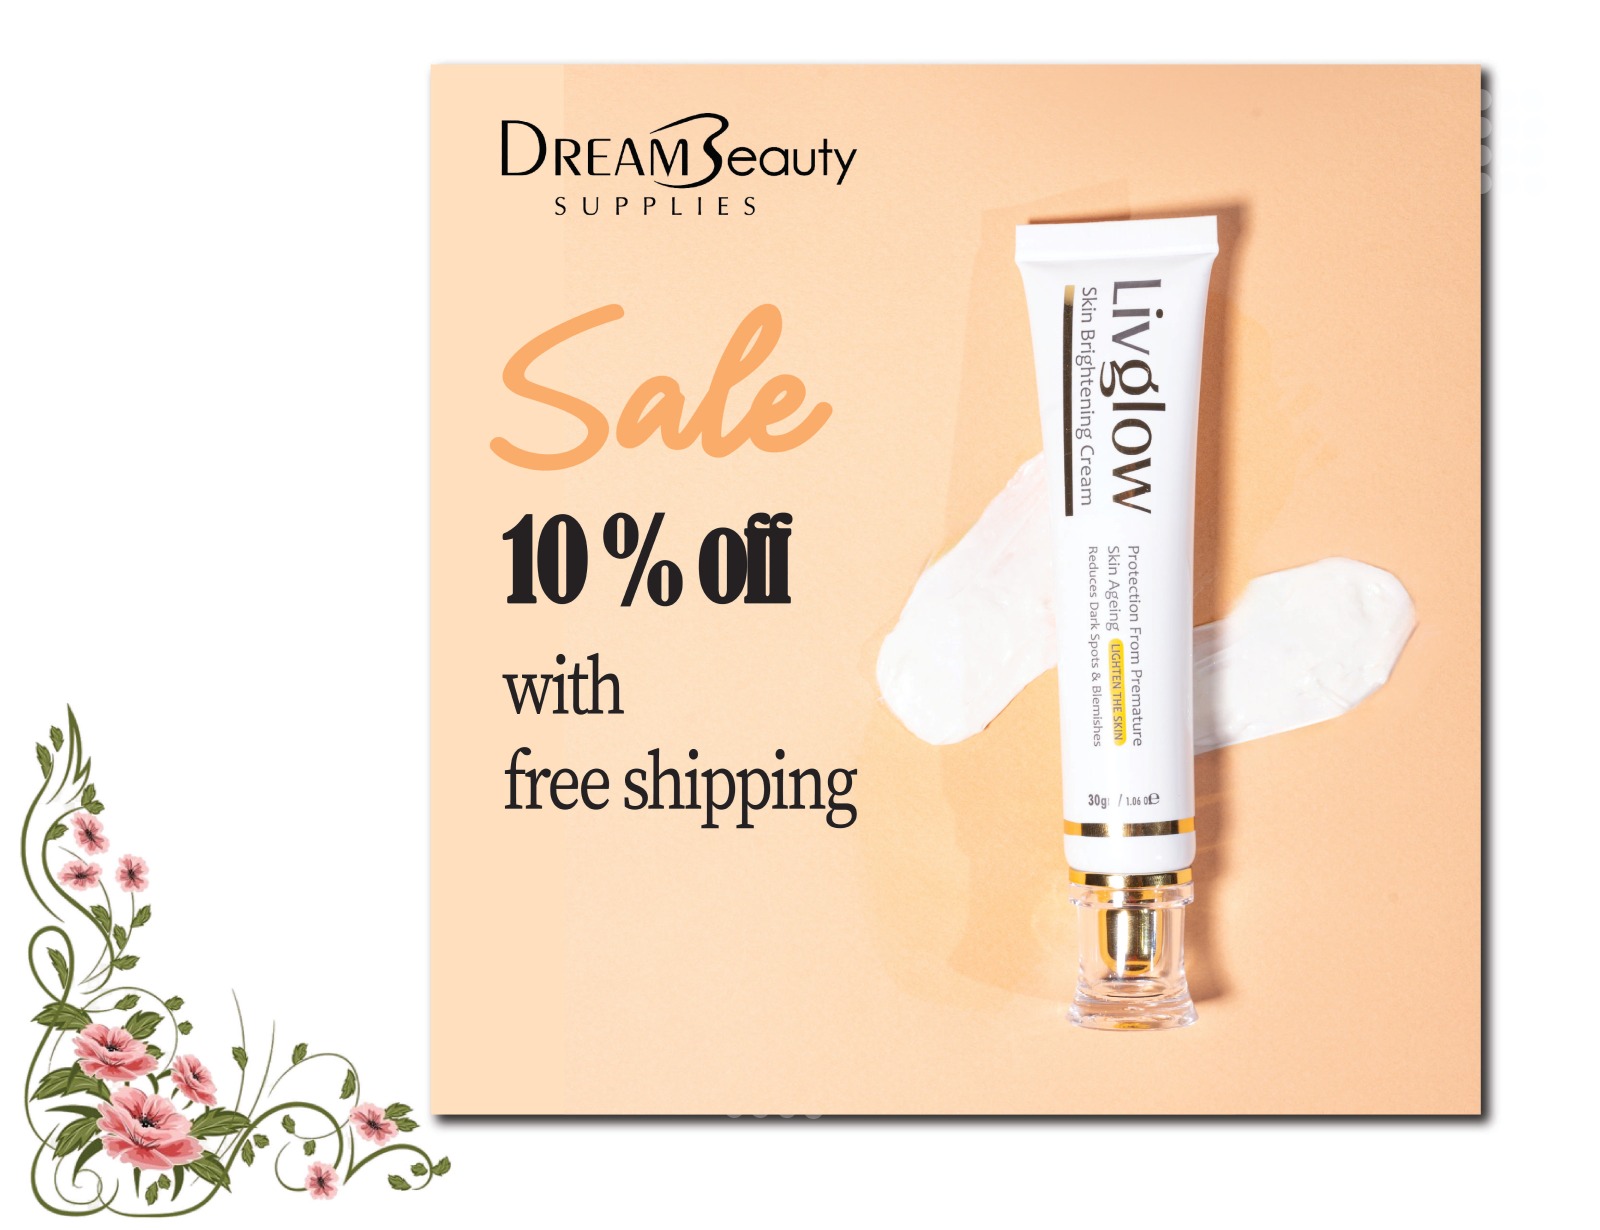 DREAM Beauty
SUPPLIES
Sale
10 % off
with
free shipping
Livglow
Skin Brightening Cream
Protection From Premature
Skin Ageing LIGHTEN THE SKIN
Reduces Dark Spots & Blemishes
30gr / 1.06 oz ℮